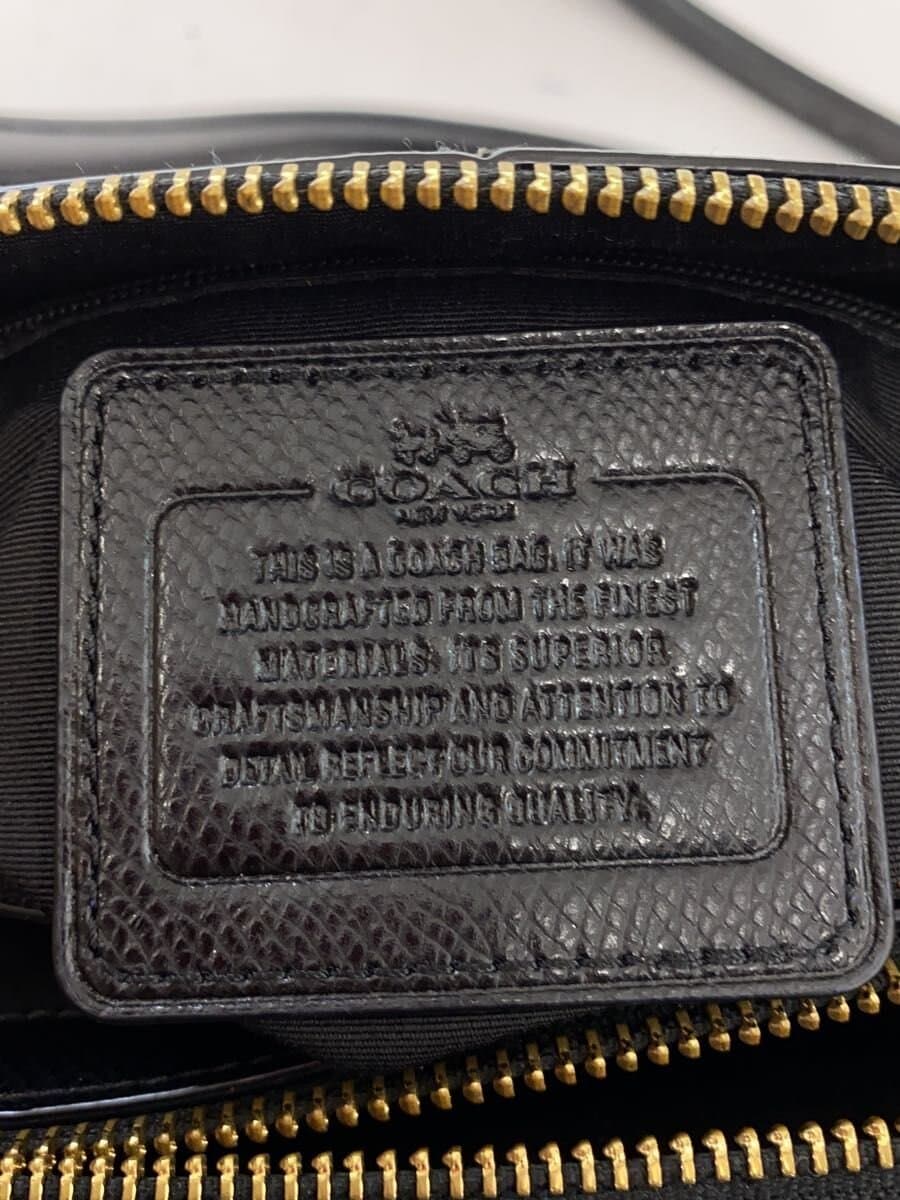 COACH
NEW YORK
THIS IS A COACH BAG. IT WAS
HANDCRAFTED FROM THE FINEST
MATERIALS. ITS SUPERIOR
CRAFTSMANSHIP AND ATTENTION TO
DETAIL REFLECT OUR COMMITMENT
TO ENDURING QUALITY.